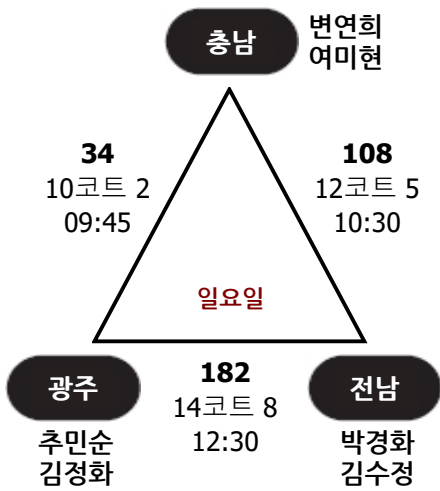 충남
변연희
여미현
34
10코트 2
09:45
108
12코트 5
10:30
일요일
광주
추민순
김정화
182
14코트 8
12:30
전남
박경화
김수정